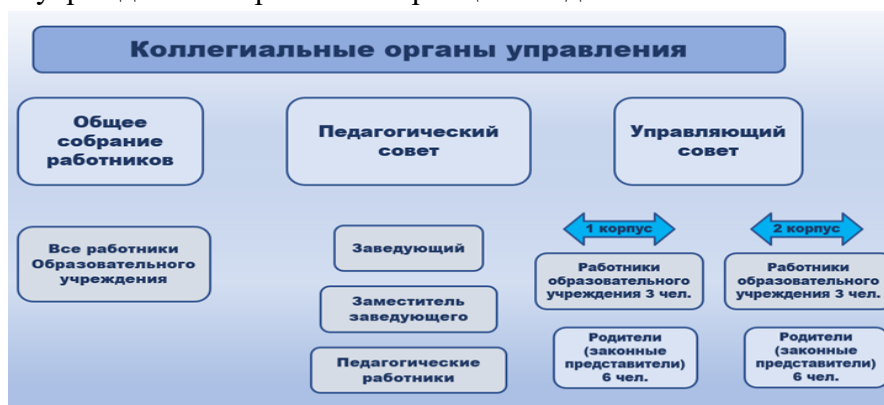 Коллегиальные органы управления
Общее
собрание
работников
Педагогический
совет
Управляющий
совет
Все работники
Образовательного
учреждения
Заведующий
Заместитель
заведующего
Педагогические
работники
1 корпус
2 корпус
Работники
образовательного
учреждения 3 чел.
Работники
образовательного
учреждения 3 чел.
Родители
(законные
представители)
6 чел.
Родители
(законные
представители)
6 чел.